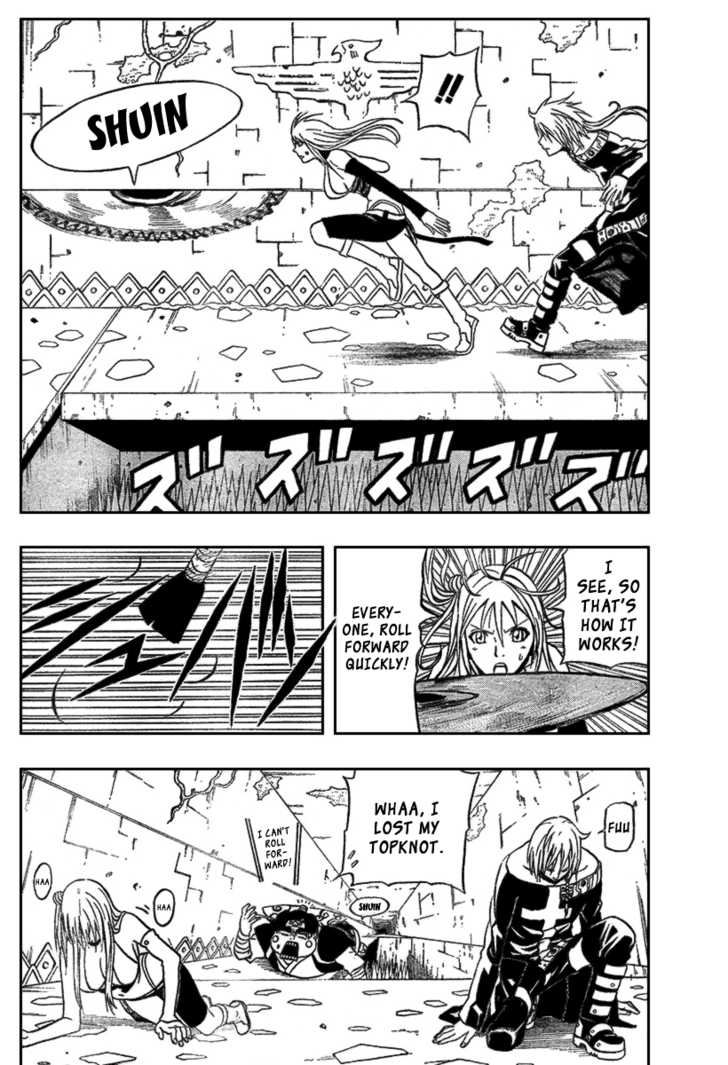 !!
SHUIN
ズズズズズ
I
SEE, SO
THAT'S
HOW IT
WORKS!
EVERY-
ONE, ROLL
FORWARD
QUICKLY!
WHAA, I
LOST MY
TOPKNOT.
FUU
I CAN'T
ROLL
FOR-
WARD!
SHUIN
HAA
HAA